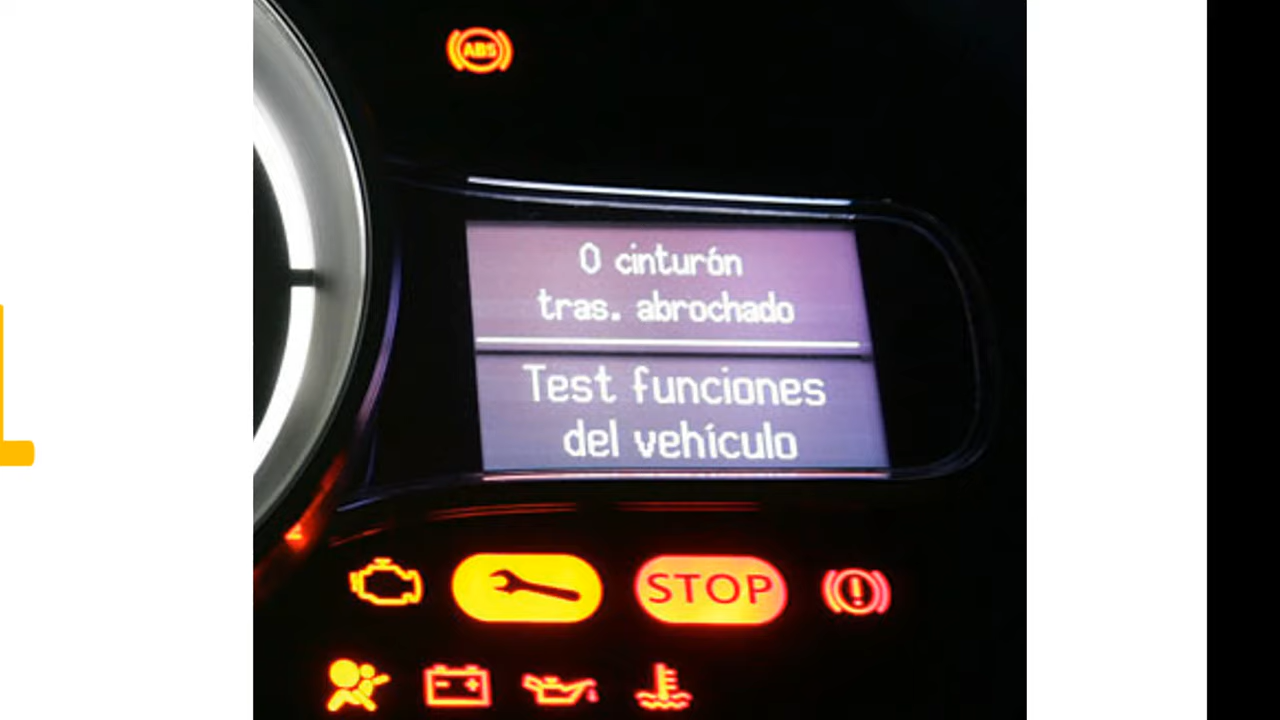 ABS
0 cinturón
tras. abrochado
Test funciones
del vehículo
STOP